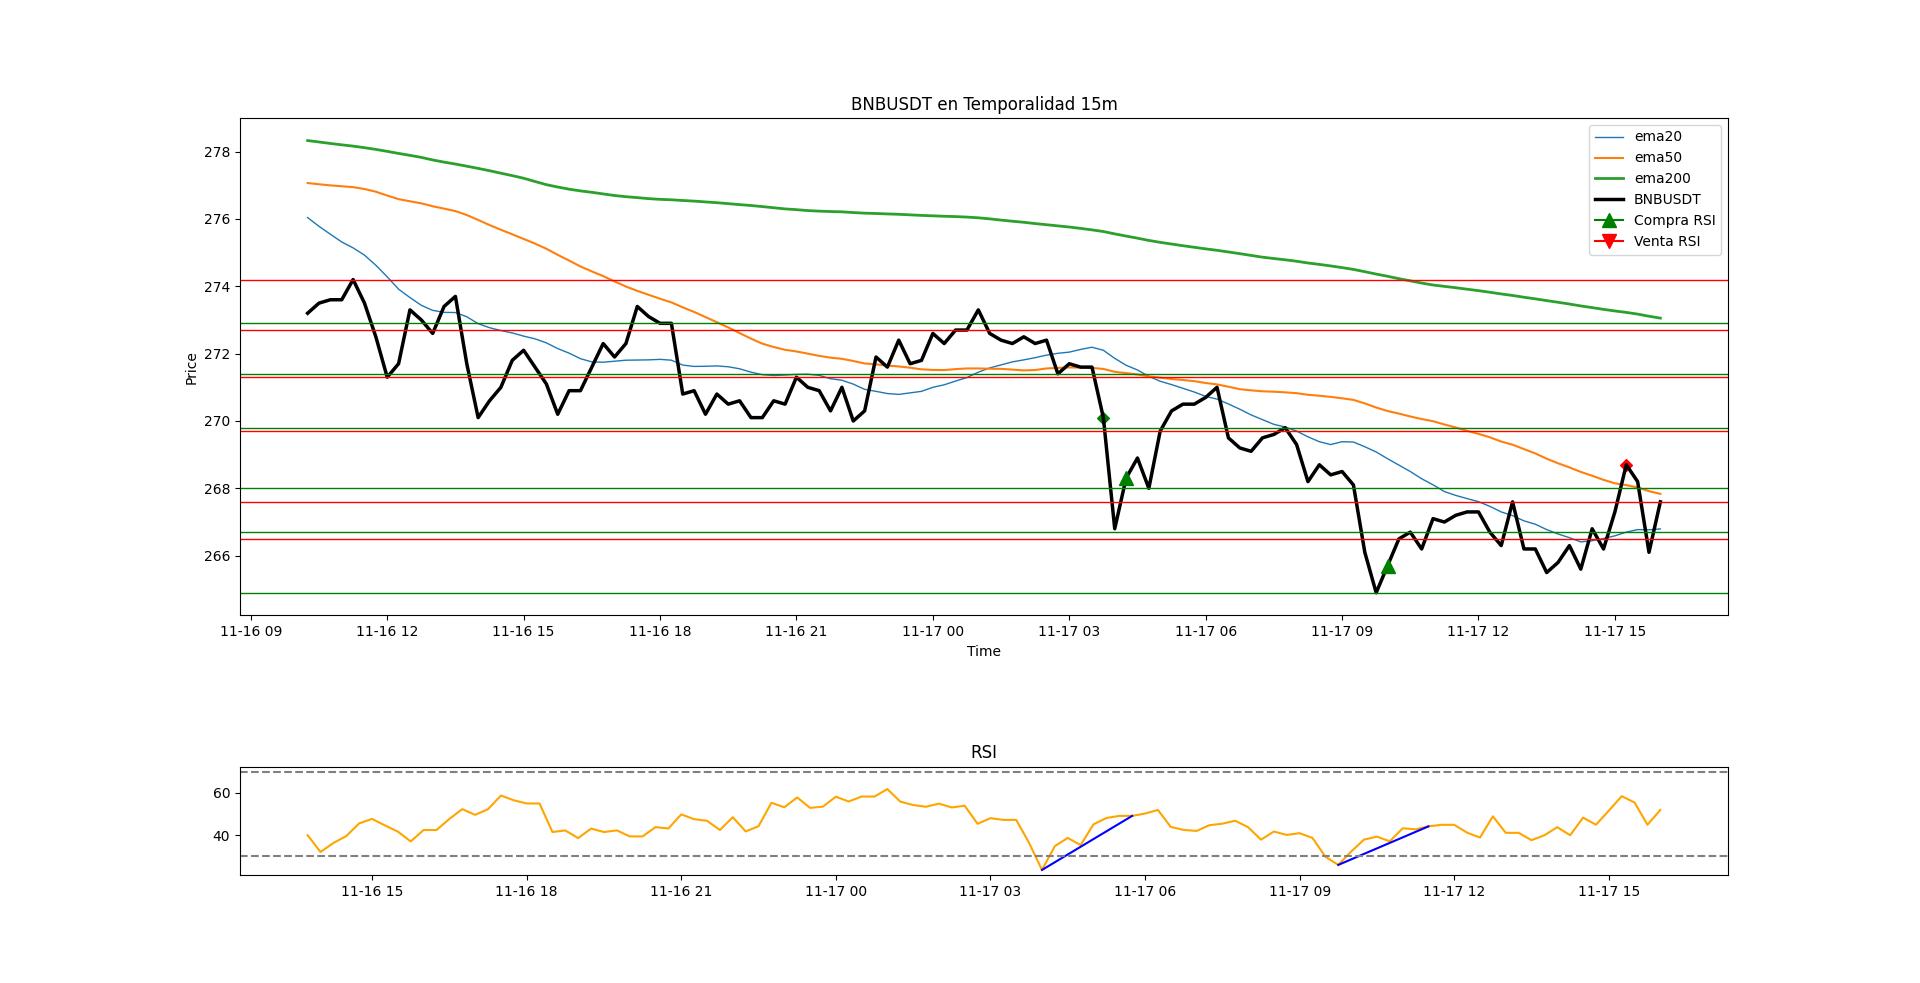 BNBUSDT en Temporalidad 15m
ema20
ema50
ema200
BNBUSDT
Compra RSI
Venta RSI
278
276
274
272
270
268
266
Price
11-16 09 11-16 12 11-16 15 11-16 18 11-16 21 11-17 00 11-17 03 11-17 06 11-17 09 11-17 12 11-17 15
Time
RSI
60
40
11-16 15 11-16 18 11-16 21 11-17 00 11-17 03 11-17 06 11-17 09 11-17 12 11-17 15